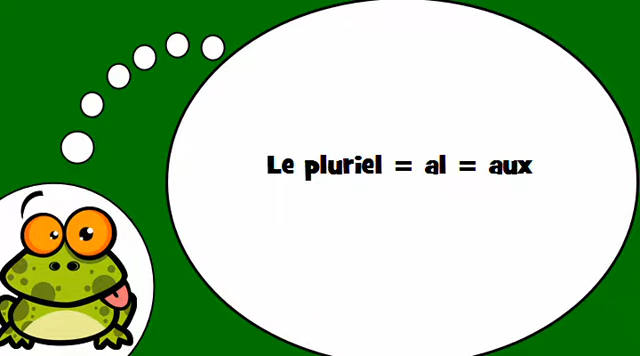 Le pluriel = al = aux